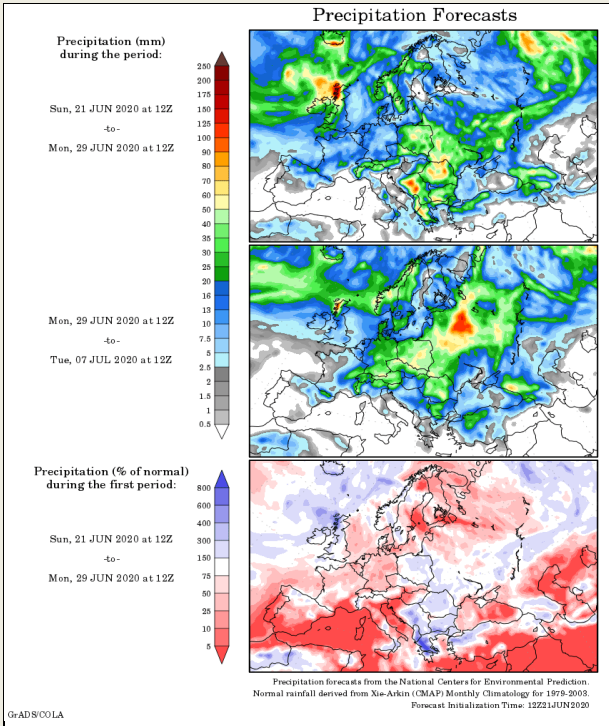 Precipitation Forecasts
Precipitation (mm)
during the period:
Sun, 21 JUN 2020 at 12Z
-to-
Mon, 29 JUN 2020 at 12Z
250
200
175
150
125
100
90
80
70
60
50
45
40
35
30
25
20
16
13
10
7.5
5
2.5
2
1.5
1
0.5
Mon, 29 JUN 2020 at 12Z
-to-
Tue, 07 JUL 2020 at 12Z
Precipitation (% of normal)
during the first period:
Sun, 21 JUN 2020 at 12Z
-to-
Mon, 29 JUN 2020 at 12Z
800
600
400
300
150
75
50
25
10
5
Precipitation forecasts from the National Centers for Environmental Prediction.
Normal rainfall derived from Xie-Arkin (CMAP) Monthly Climatology for 1979-2003.
Forecast Initialization Time: 12Z21JUN2020
GrADS/COLA